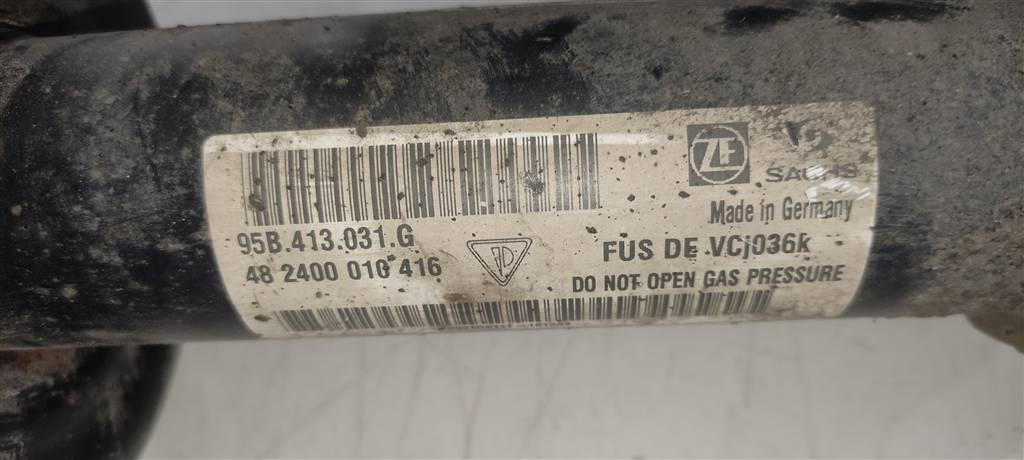 ZF
SACHS
Made in Germany
95B.413.031.G
48 2400 010 416
FUS DE VCj036k
DO NOT OPEN GAS PRESSURE